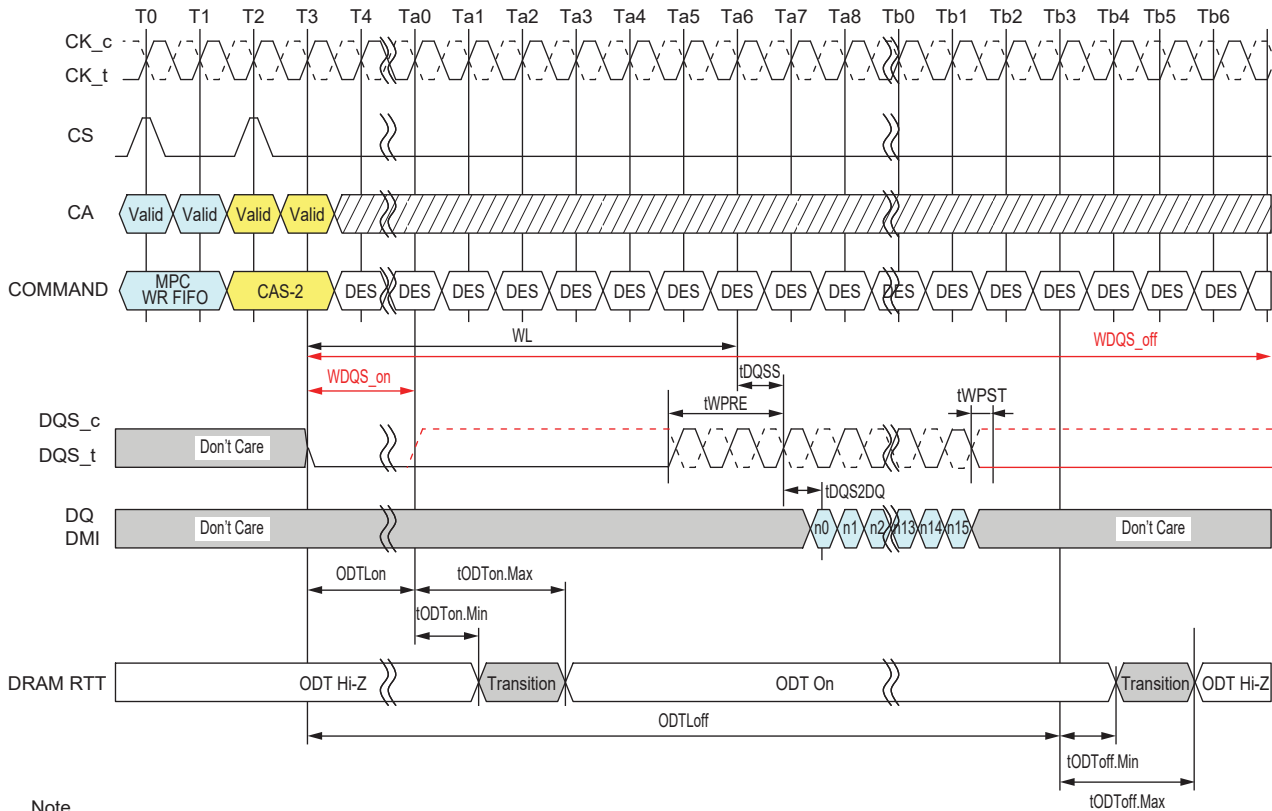 T0 T1 T2 T3 T4 Ta0 Ta1 Ta2 Ta3 Ta4 Ta5 Ta6 Ta7 Ta8 Tb0 Tb1 Tb2 Tb3 Tb4 Tb5 Tb6
CK_c
CK_t
CS
CA Valid Valid Valid Valid
COMMAND MPC WR FIFO CAS-2 DES DES DES DES DES DES DES DES DES DES DES DES DES DES DES DES DES
WL
WDQS_off
WDQS_on
tDQSS
tWPRE
tWPST
DQS_c
DQS_t
Don't Care
tDQS2DQ
DQ
DMI
Don't Care n0 n1 n2 n13 n14 n15 Don't Care
ODTLon
tODTon.Max
tODTon.Min
DRAM RTT ODT Hi-Z Transition ODT On Transition ODT Hi-Z
ODTLoff
tODToff.Min
tODToff.Max
Note